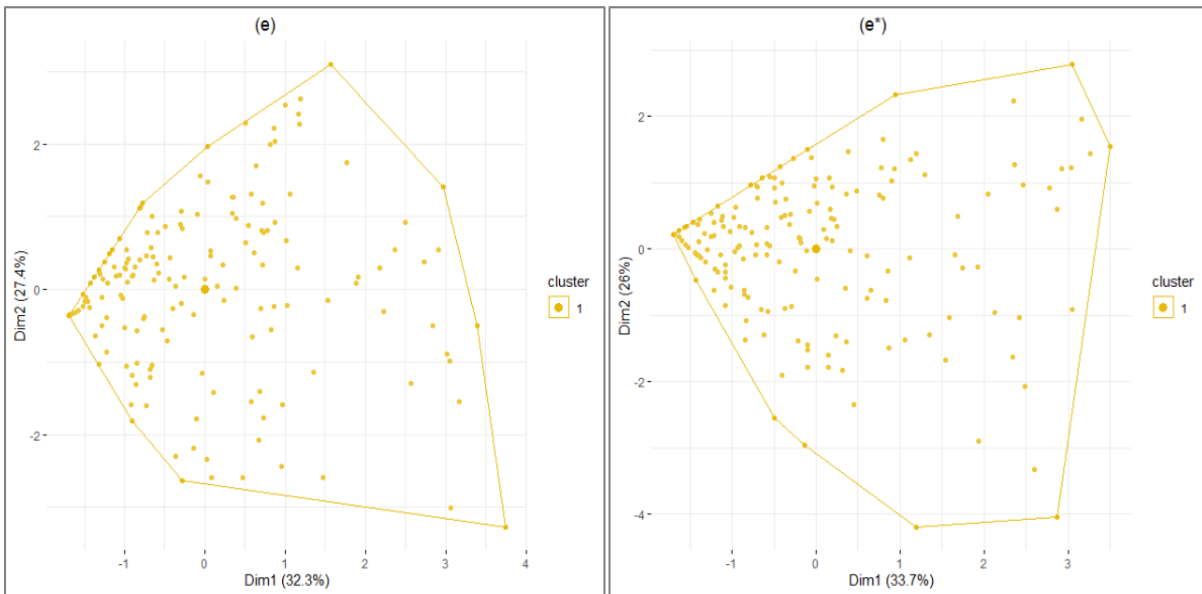 (e)
Dim2 (27.4%)
2
0
-2
-1
0
1
2
3
4
Dim1 (32.3%)
cluster
1
(e*)
Dim2 (26%)
2
0
-2
-4
-1
0
1
2
3
Dim1 (33.7%)
cluster
1